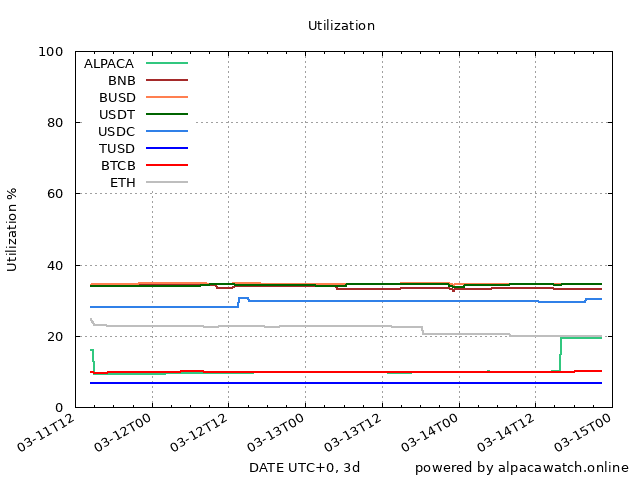 Utilization
100
80
60
40
20
0
Utilization %
ALPACA
BNB
BUSD
USDT
USDC
TUSD
BTCB
ETH
03-11T12
03-12T00
03-12T12
03-13T00
03-13T12
03-14T00
03-14T12
03-15T00
DATE UTC+0, 3d
powered by alpacawatch.online